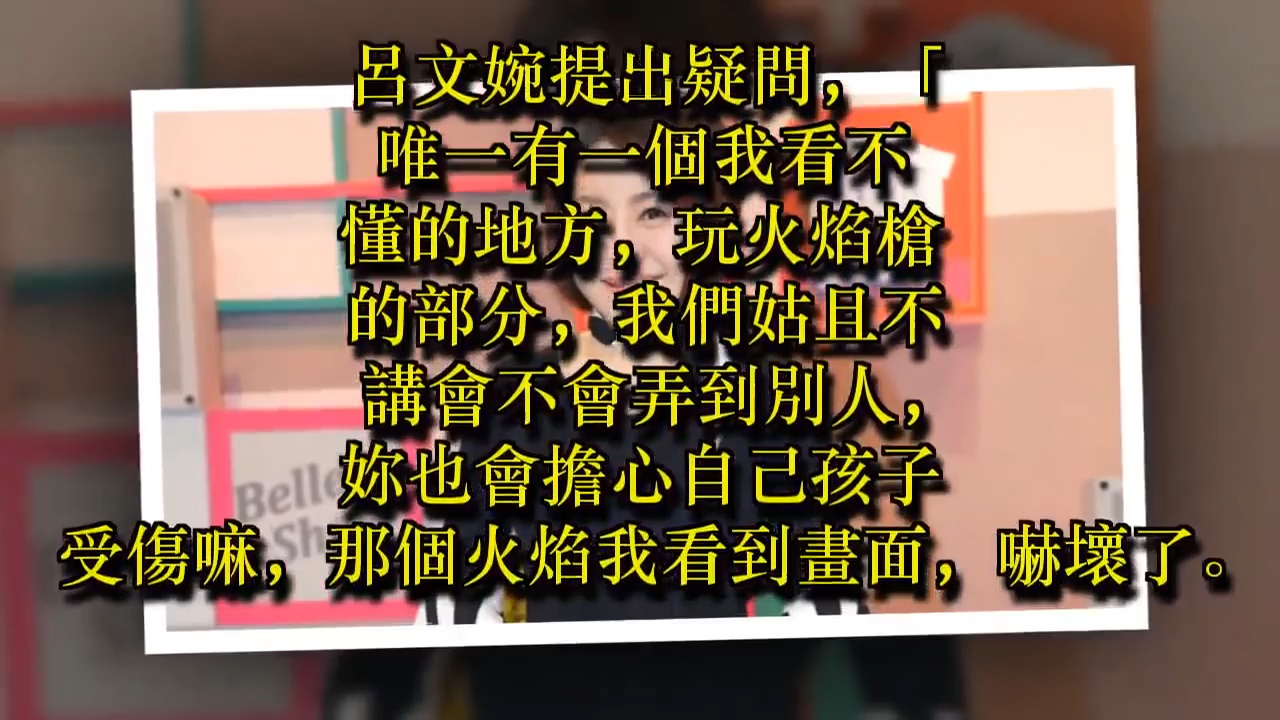 呂文婉提出疑問，「
唯一有一個我看不
懂的地方，玩火焰槍
的部分，我們姑且不
講會不會弄到別人，
妳也會擔心自己孩子
受傷嘛，那個火焰我看到畫面，嚇壞了。
Belle
Sh